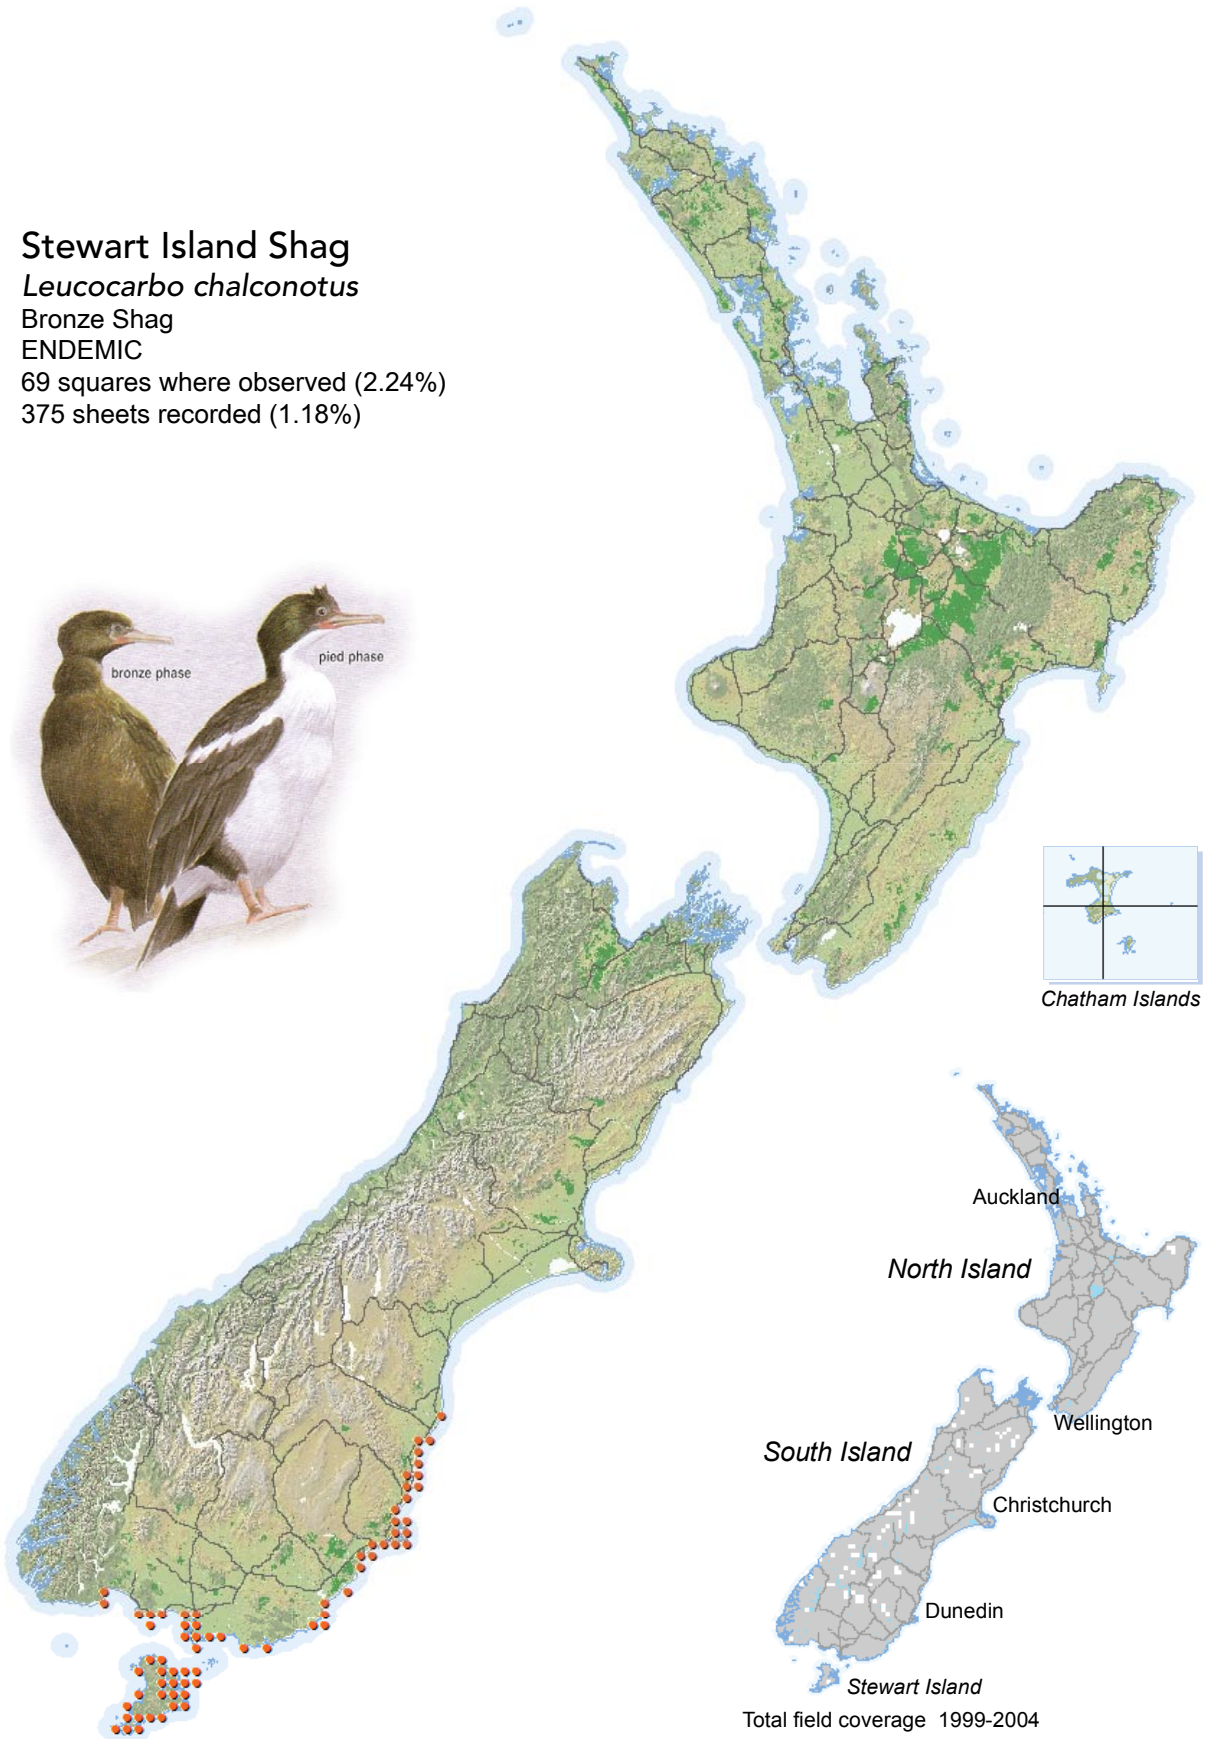 Stewart Island Shag
Leucocarbo chalconotus
Bronze Shag
ENDEMIC
69 squares where observed (2.24%)
375 sheets recorded (1.18%)
bronze phase
pied phase
Chatham Islands
Auckland
North Island
Wellington
South Island
Christchurch
Dunedin
Stewart Island
Total field coverage 1999-2004